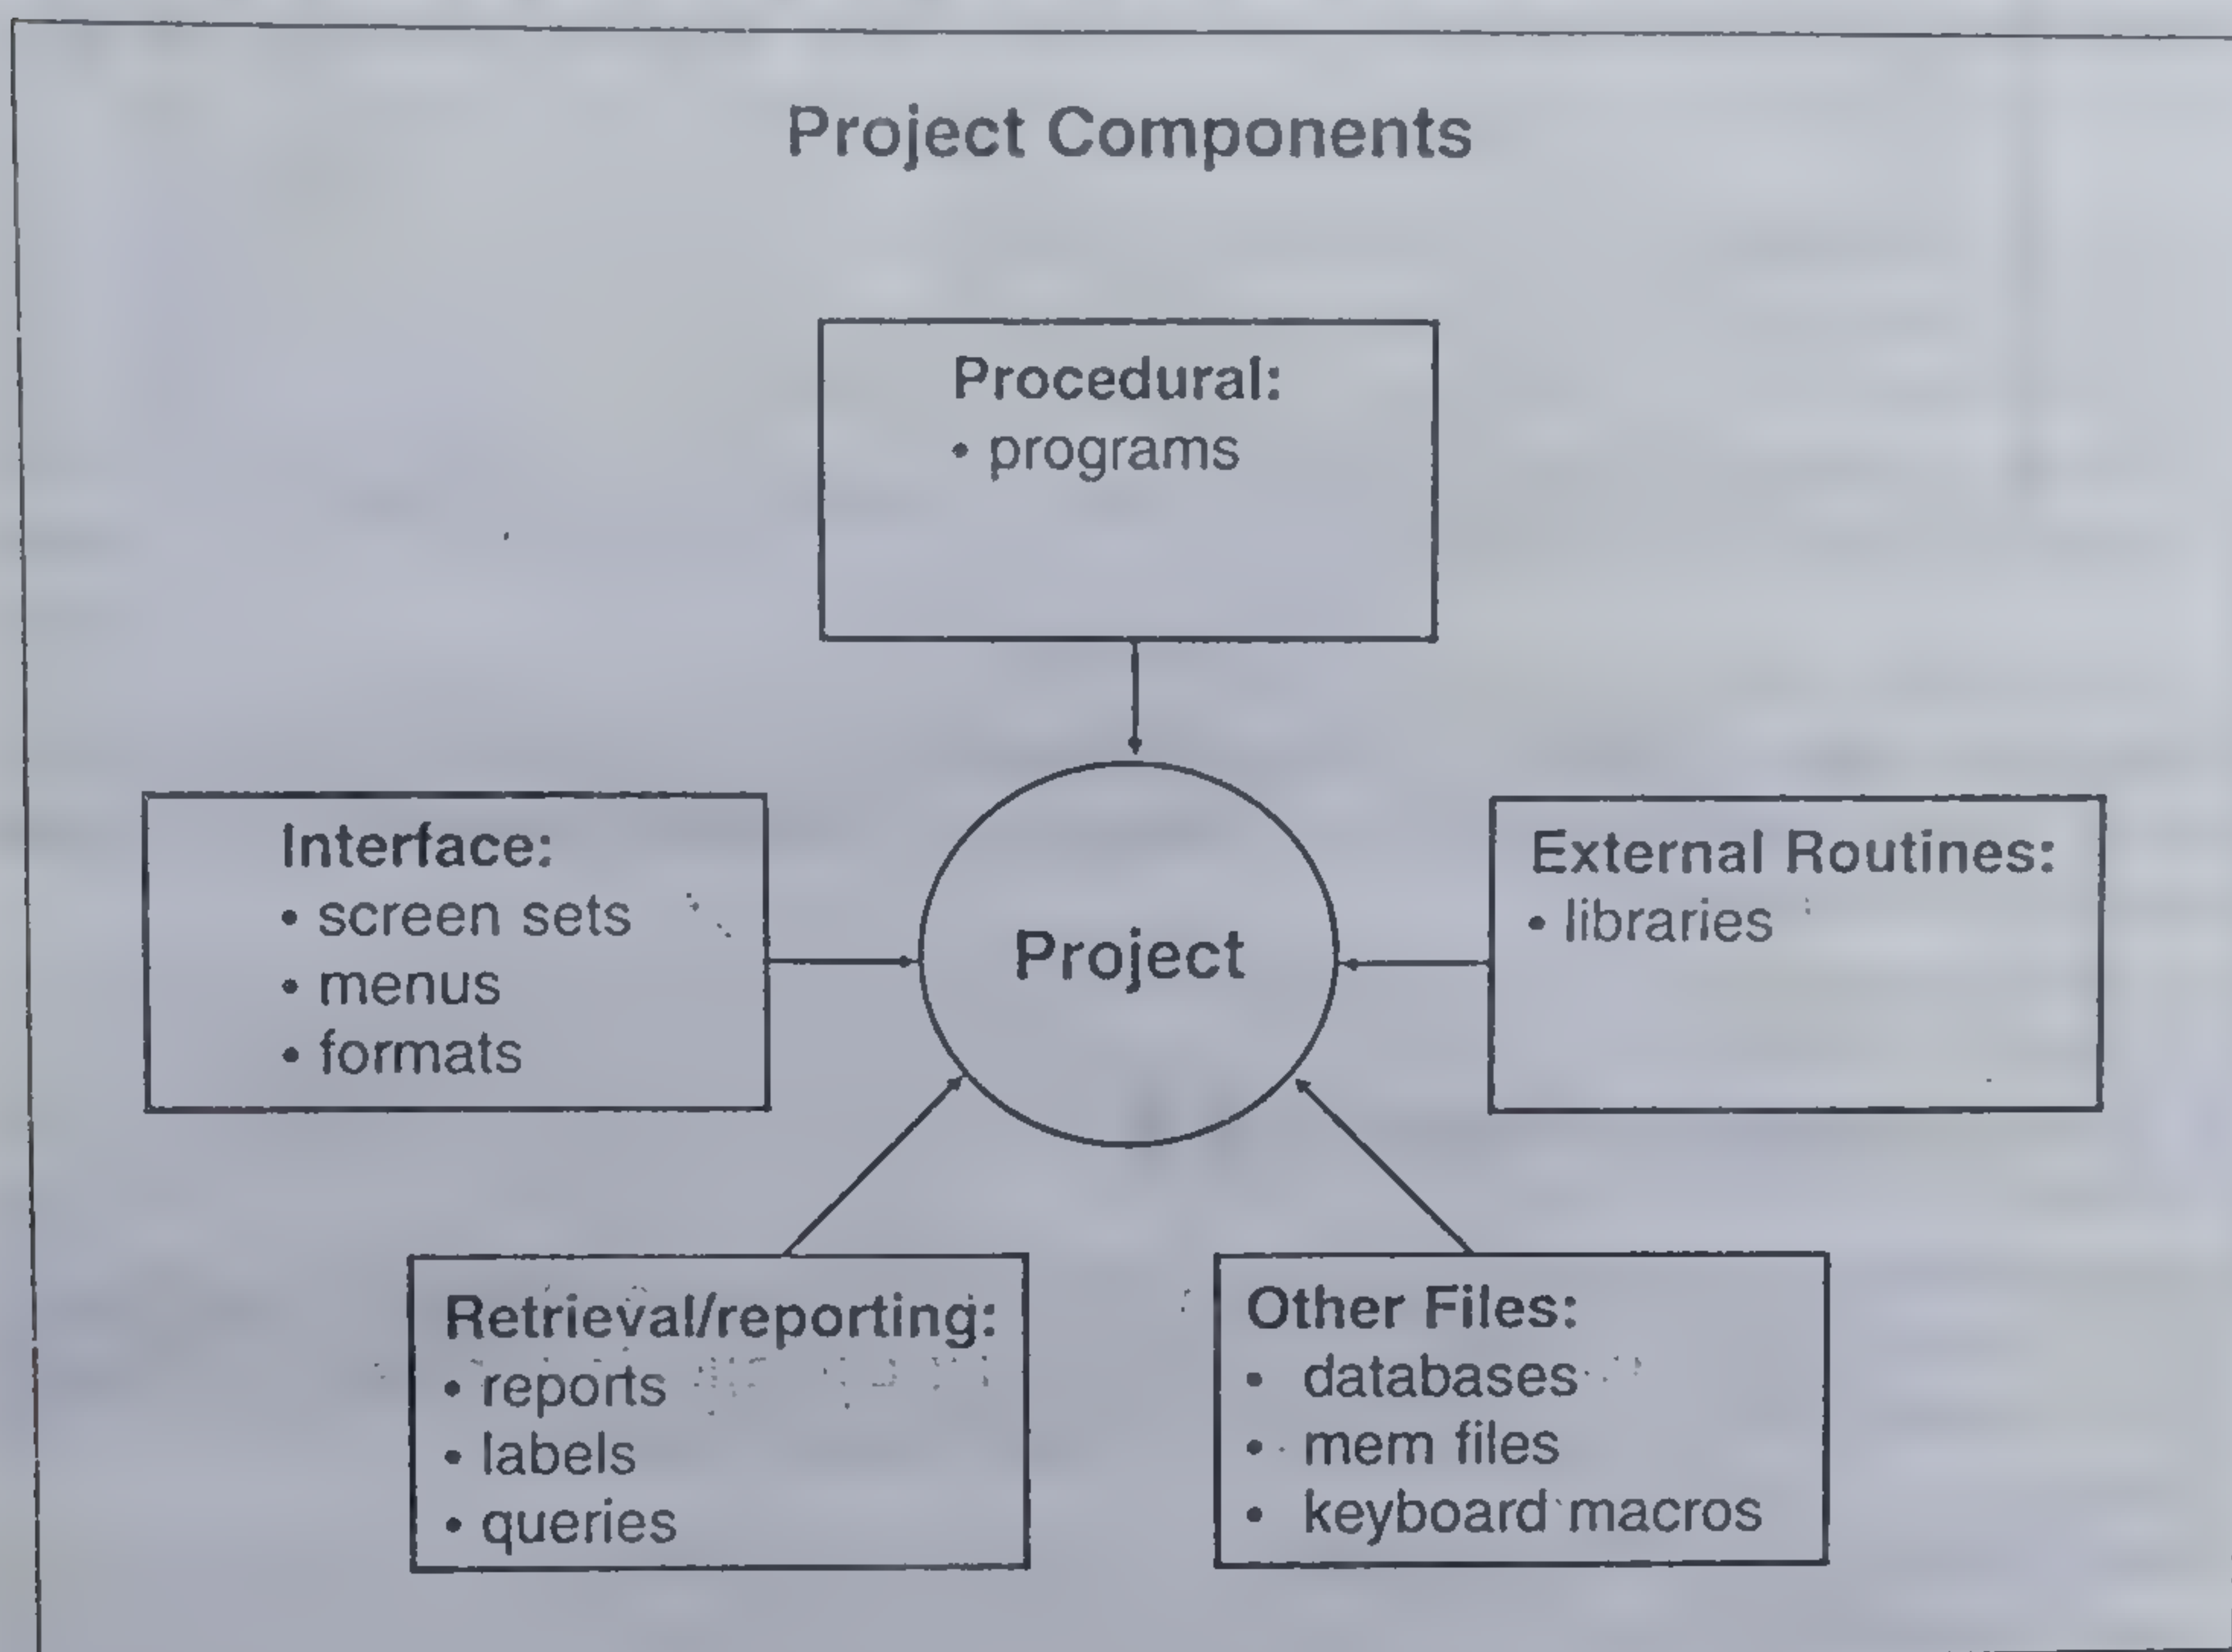 Project Components
Procedural:
• programs
Interface:
• screen sets
• menus
• formats
Project
External Routines:
• libraries
Retrieval/reporting:
• reports
• labels
• queries
Other Files:
• databases
• mem files
• keyboard macros